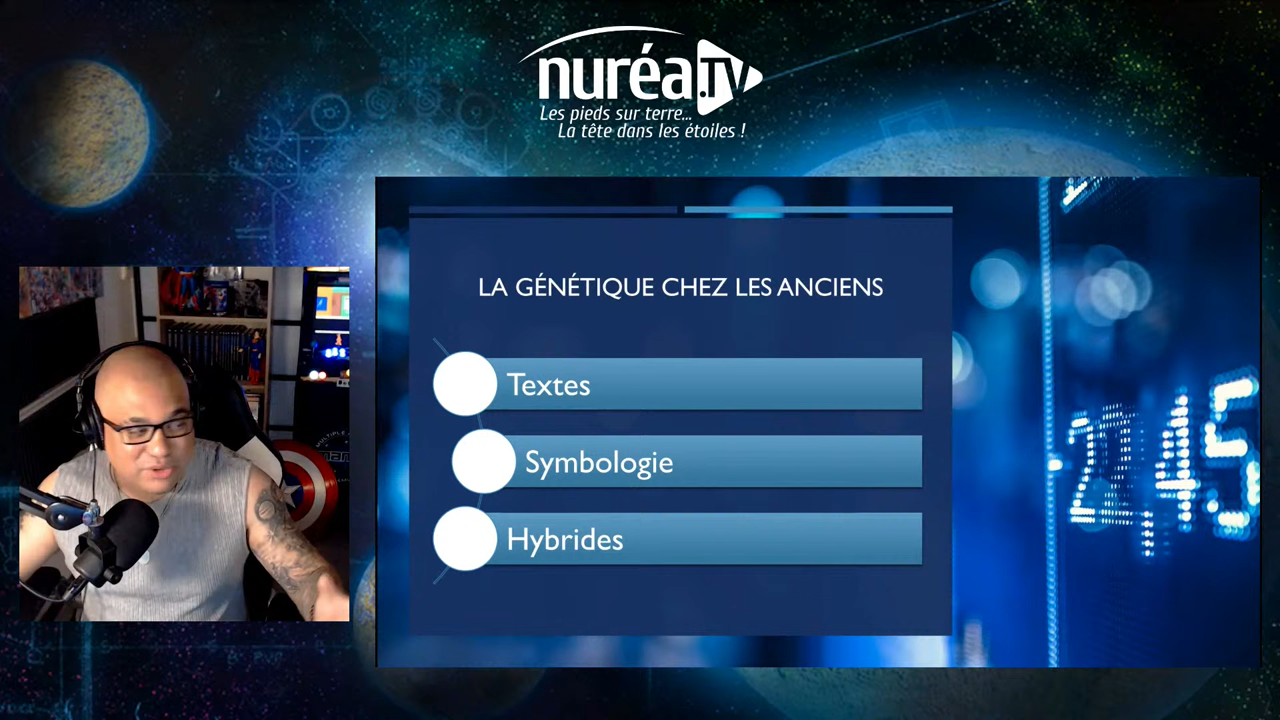 nuréa.TV
Les pieds sur terre...
La tête dans les étoiles !
LA GÉNÉTIQUE CHEZ LES ANCIENS
Textes
Symbologie
Hybrides